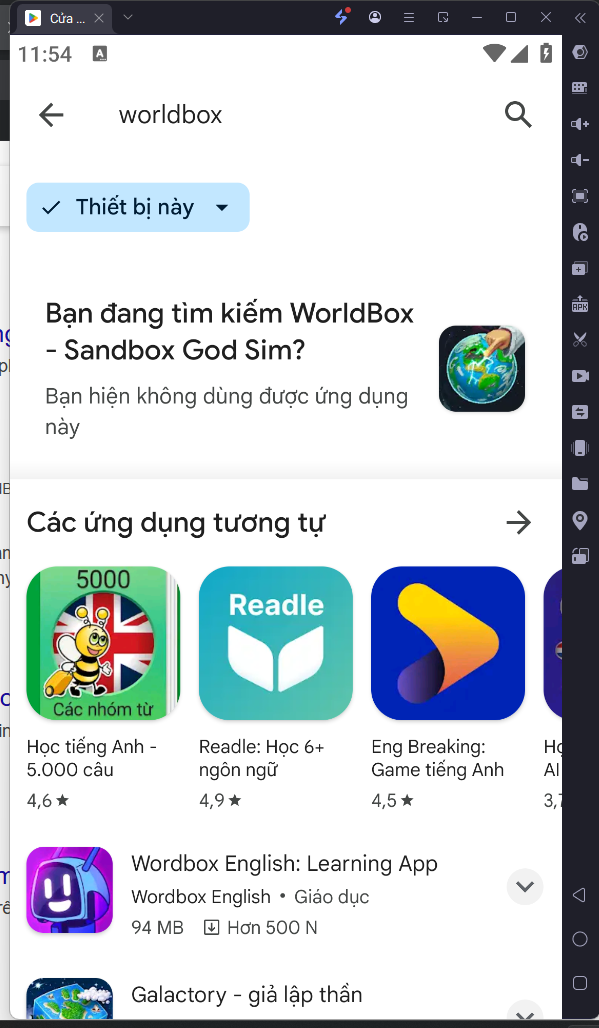 Cửa ...
11:54
A
worldbox
Thiết bị này
Bạn đang tìm kiếm WorldBox
- Sandbox God Sim?
Bạn hiện không dùng được ứng dụng
này
Các ứng dụng tương tự
5000
Các nhóm từ
Readle
Học tiếng Anh -
5.000 câu
4,6 ★
Readle: Học 6+
ngôn ngữ
4,9 ★
Eng Breaking:
Game tiếng Anh
4,5 ★
AI
Wordbox English: Learning App
Wordbox English • Giáo dục
94 MB Hơn 500 N
Galactory - giả lập thần
APK